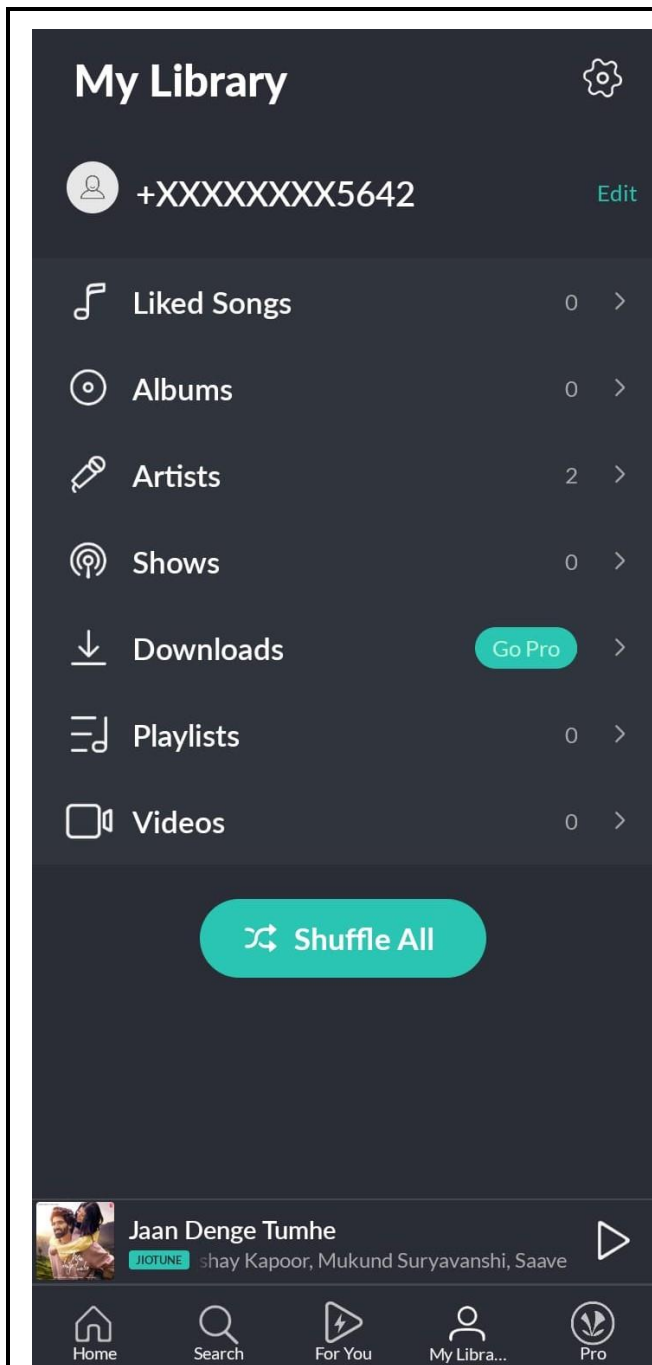 My Library
+XXXXXXXX5642 Edit
Liked Songs 0
Albums 0
Artists 2
Shows 0
Downloads Go Pro
Playlists 0
Videos 0
Shuffle All
Jaan Denge Tumhe
JIOTUNE shay Kapoor, Mukund Suryavanshi, Saave
Home Search For You My Libra... Pro